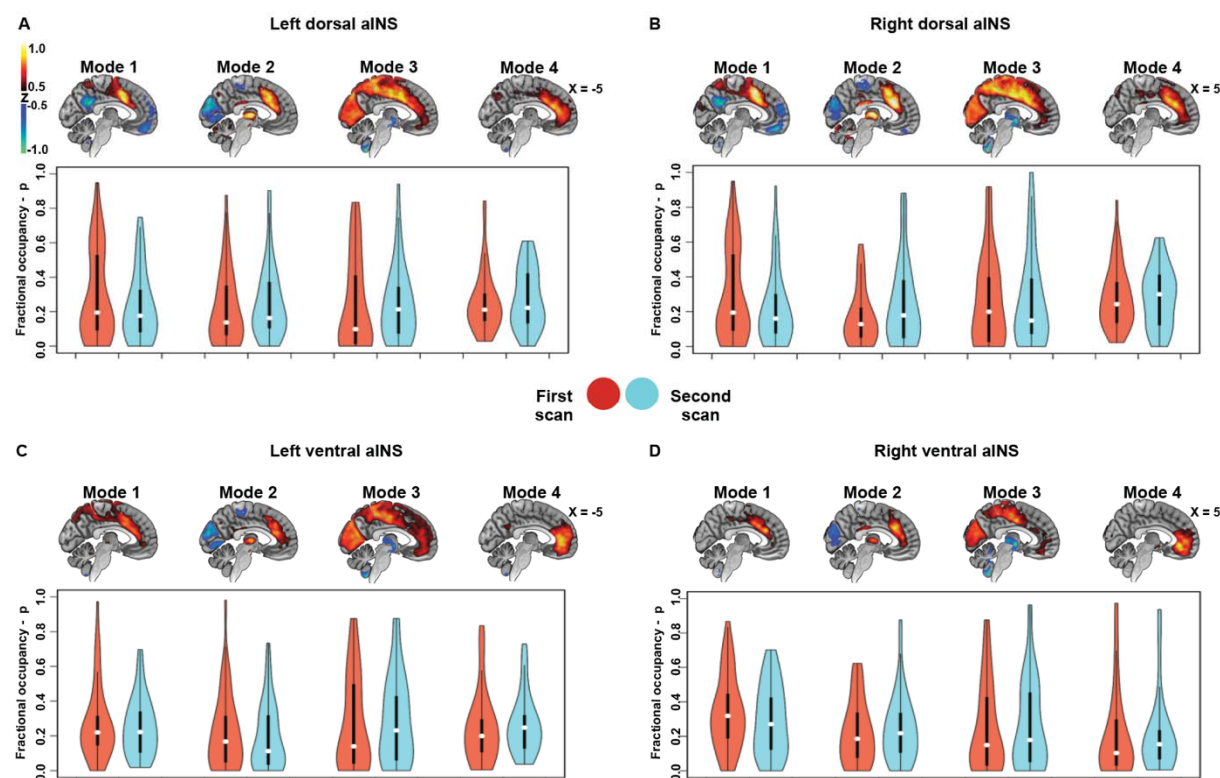 A
Left dorsal aINS
Mode 1 Mode 2 Mode 3 Mode 4
X = -5
1.0
0.5
Z
-0.5
-1.0
Fractional occupancy - p
1.0
0.8
0.6
0.4
0.2
0.0
B
Right dorsal aINS
Mode 1 Mode 2 Mode 3 Mode 4
X = 5
Fractional occupancy - p
1.0
0.8
0.6
0.4
0.2
0.0
First scan
Second scan
C
Left ventral aINS
Mode 1 Mode 2 Mode 3 Mode 4
X = -5
Fractional occupancy - p
1.0
0.8
0.6
0.4
0.2
0.0
D
Right ventral aINS
Mode 1 Mode 2 Mode 3 Mode 4
X = 5
Fractional occupancy - p
1.0
0.8
0.6
0.4
0.2
0.0